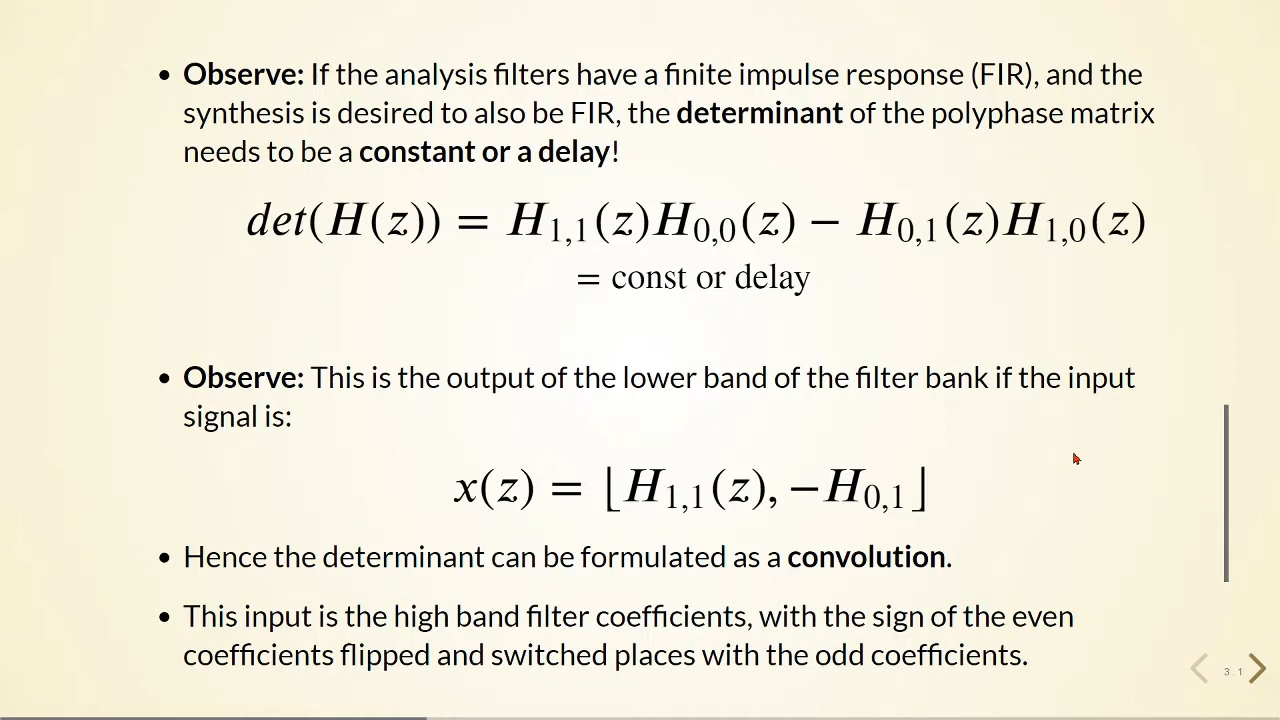 • Observe: If the analysis filters have a finite impulse response (FIR), and the
synthesis is desired to also be FIR, the determinant of the polyphase matrix
needs to be a constant or a delay!
det(H(z)) = H₁,₁(z)H₀,₀(z) − H₀,₁(z)H₁,₀(z)
= const or delay
• Observe: This is the output of the lower band of the filter bank if the input
signal is:
x(z) = ⌊H₁,₁(z), −H₀,₁⌋
• Hence the determinant can be formulated as a convolution.
• This input is the high band filter coefficients, with the sign of the even
coefficients flipped and switched places with the odd coefficients.
3.1